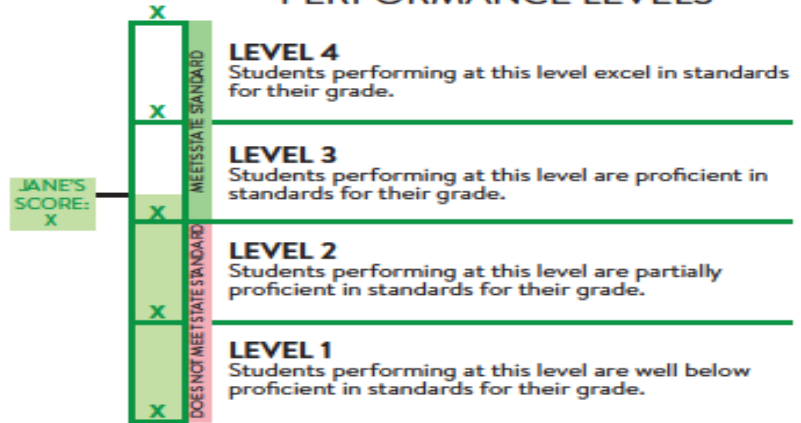 PERFORMANCE LEVELS
X
LEVEL 4
Students performing at this level excel in standards
for their grade.
X
MEETS STATE STANDARD
LEVEL 3
Students performing at this level are proficient in
standards for their grade.
JANE'S
SCORE:
X
X
LEVEL 2
Students performing at this level are partially
proficient in standards for their grade.
X
DOES NOT MEET STATE STANDARD
LEVEL 1
Students performing at this level are well below
proficient in standards for their grade.
X